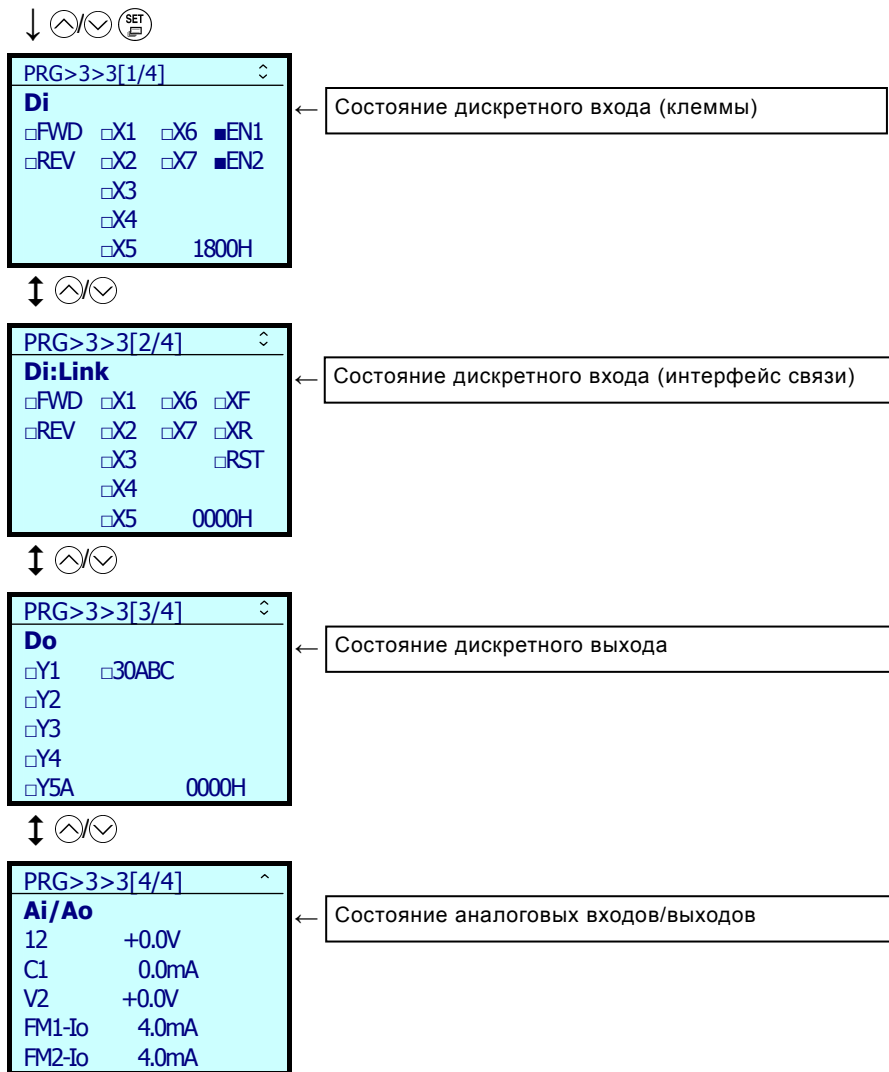 ↓ SET
PRG>3>3[1/4]
Di
□FWD □X1 □X6 ■EN1
□REV □X2 □X7 ■EN2
□X3
□X4
□X5 1800H
← Состояние дискретного входа (клеммы)
PRG>3>3[2/4]
Di:Link
□FWD □X1 □X6 □XF
□REV □X2 □X7 □XR
□X3 □RST
□X4
□X5 0000H
← Состояние дискретного входа (интерфейс связи)
PRG>3>3[3/4]
Do
□Y1 □30ABC
□Y2
□Y3
□Y4
□Y5A 0000H
← Состояние дискретного выхода
PRG>3>3[4/4]
Ai/Ao
12 +0.0V
C1 0.0mA
V2 +0.0V
FM1-Io 4.0mA
FM2-Io 4.0mA
← Состояние аналоговых входов/выходов